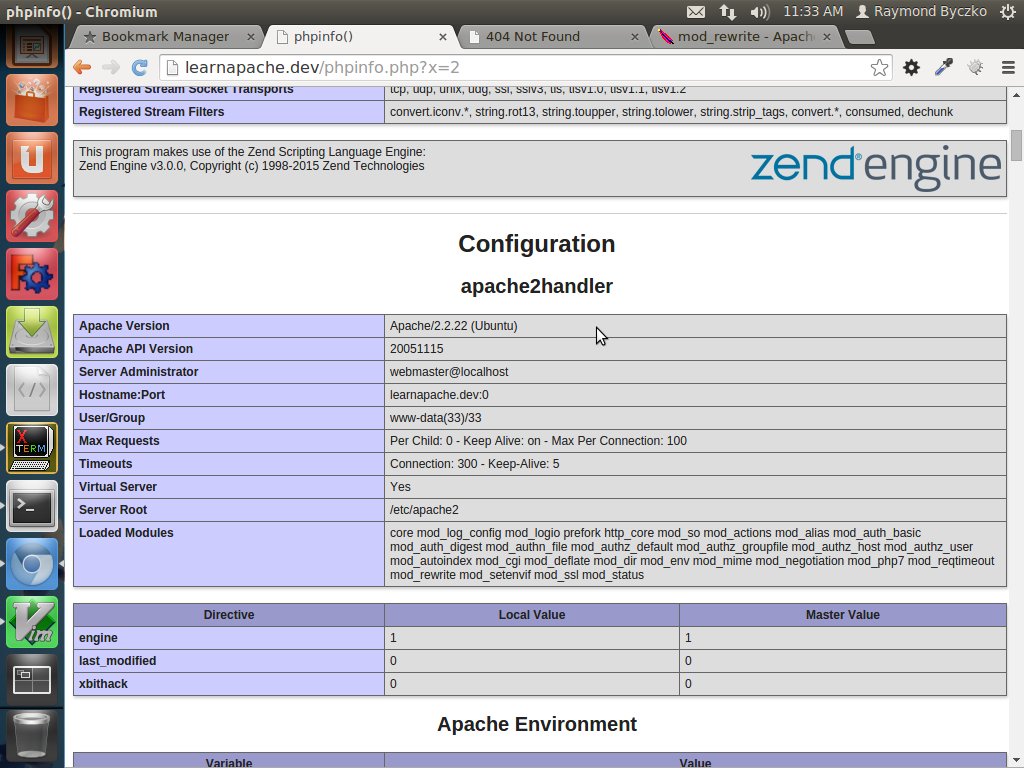 phpinfo() - Chromium
11:33 AM Raymond Byczko
Bookmark Manager × phpinfo() × 404 Not Found × mod_rewrite - Apach ×
learnapache.dev/phpinfo.php?x=2
Registered Stream Socket Transports tcp, udp, unix, udg, ssl, sslv3, tls, tlsv1.0, tlsv1.1, tlsv1.2
Registered Stream Filters convert.iconv.*, string.rot13, string.toupper, string.tolower, string.strip_tags, convert.*, consumed, dechunk
This program makes use of the Zend Scripting Language Engine:
Zend Engine v3.0.0, Copyright (c) 1998-2015 Zend Technologies
zend® engine
Configuration
apache2handler
Apache Version Apache/2.2.22 (Ubuntu)
Apache API Version 20051115
Server Administrator webmaster@localhost
Hostname:Port learnapache.dev:0
User/Group www-data(33)/33
Max Requests Per Child: 0 - Keep Alive: on - Max Per Connection: 100
Timeouts Connection: 300 - Keep-Alive: 5
Virtual Server Yes
Server Root /etc/apache2
Loaded Modules core mod_log_config mod_logio prefork http_core mod_so mod_actions mod_alias mod_auth_basic
mod_auth_digest mod_authn_file mod_authz_default mod_authz_groupfile mod_authz_host mod_authz_user
mod_autoindex mod_cgi mod_deflate mod_dir mod_env mod_mime mod_negotiation mod_php7 mod_reqtimeout
mod_rewrite mod_setenvif mod_ssl mod_status
Directive Local Value Master Value
engine 1 1
last_modified 0 0
xbithack 0 0
Apache Environment
Variable Value
U
F
</>
X
TERM
>_
Vim